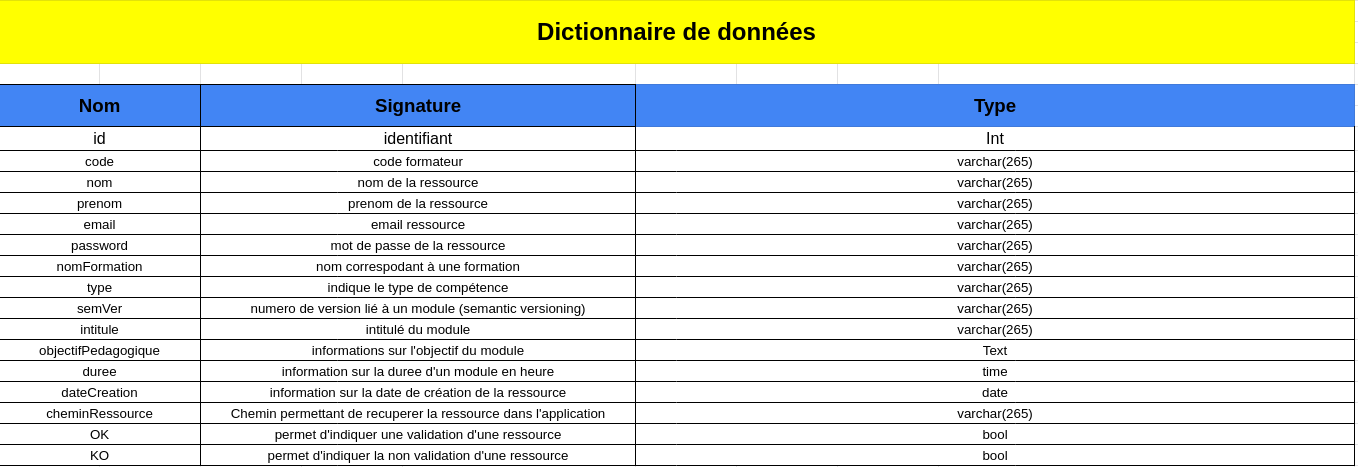 Dictionnaire de données
Nom Signature Type
id identifiant Int
code code formateur varchar(265)
nom nom de la ressource varchar(265)
prenom prenom de la ressource varchar(265)
email email ressource varchar(265)
password mot de passe de la ressource varchar(265)
nomFormation nom correspodant à une formation varchar(265)
type indique le type de compétence varchar(265)
semVer numero de version lié à un module (semantic versioning) varchar(265)
intitule intitulé du module varchar(265)
objectifPedagogique informations sur l'objectif du module Text
duree information sur la duree d'un module en heure time
dateCreation information sur la date de création de la ressource date
cheminRessource Chemin permettant de recuperer la ressource dans l'application varchar(265)
OK permet d'indiquer une validation d'une ressource bool
KO permet d'indiquer la non validation d'une ressource bool